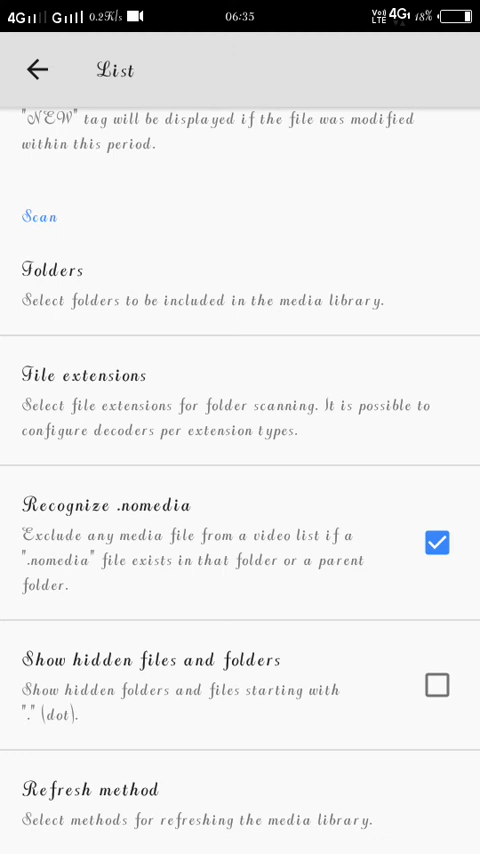 4G 4G 0.2K/s 06:35 VoLTE 4G 18%
List
"NEW" tag will be displayed if the file was modified
within this period.
Scan
Folders
Select folders to be included in the media library.
File extensions
Select file extensions for folder scanning. It is possible to
configure decoders per extension types.
Recognize .nomedia
Exclude any media file from a video list if a
".nomedia" file exists in that folder or a parent
folder.
Show hidden files and folders
Show hidden folders and files starting with
"." (dot).
Refresh method
Select methods for refreshing the media library.